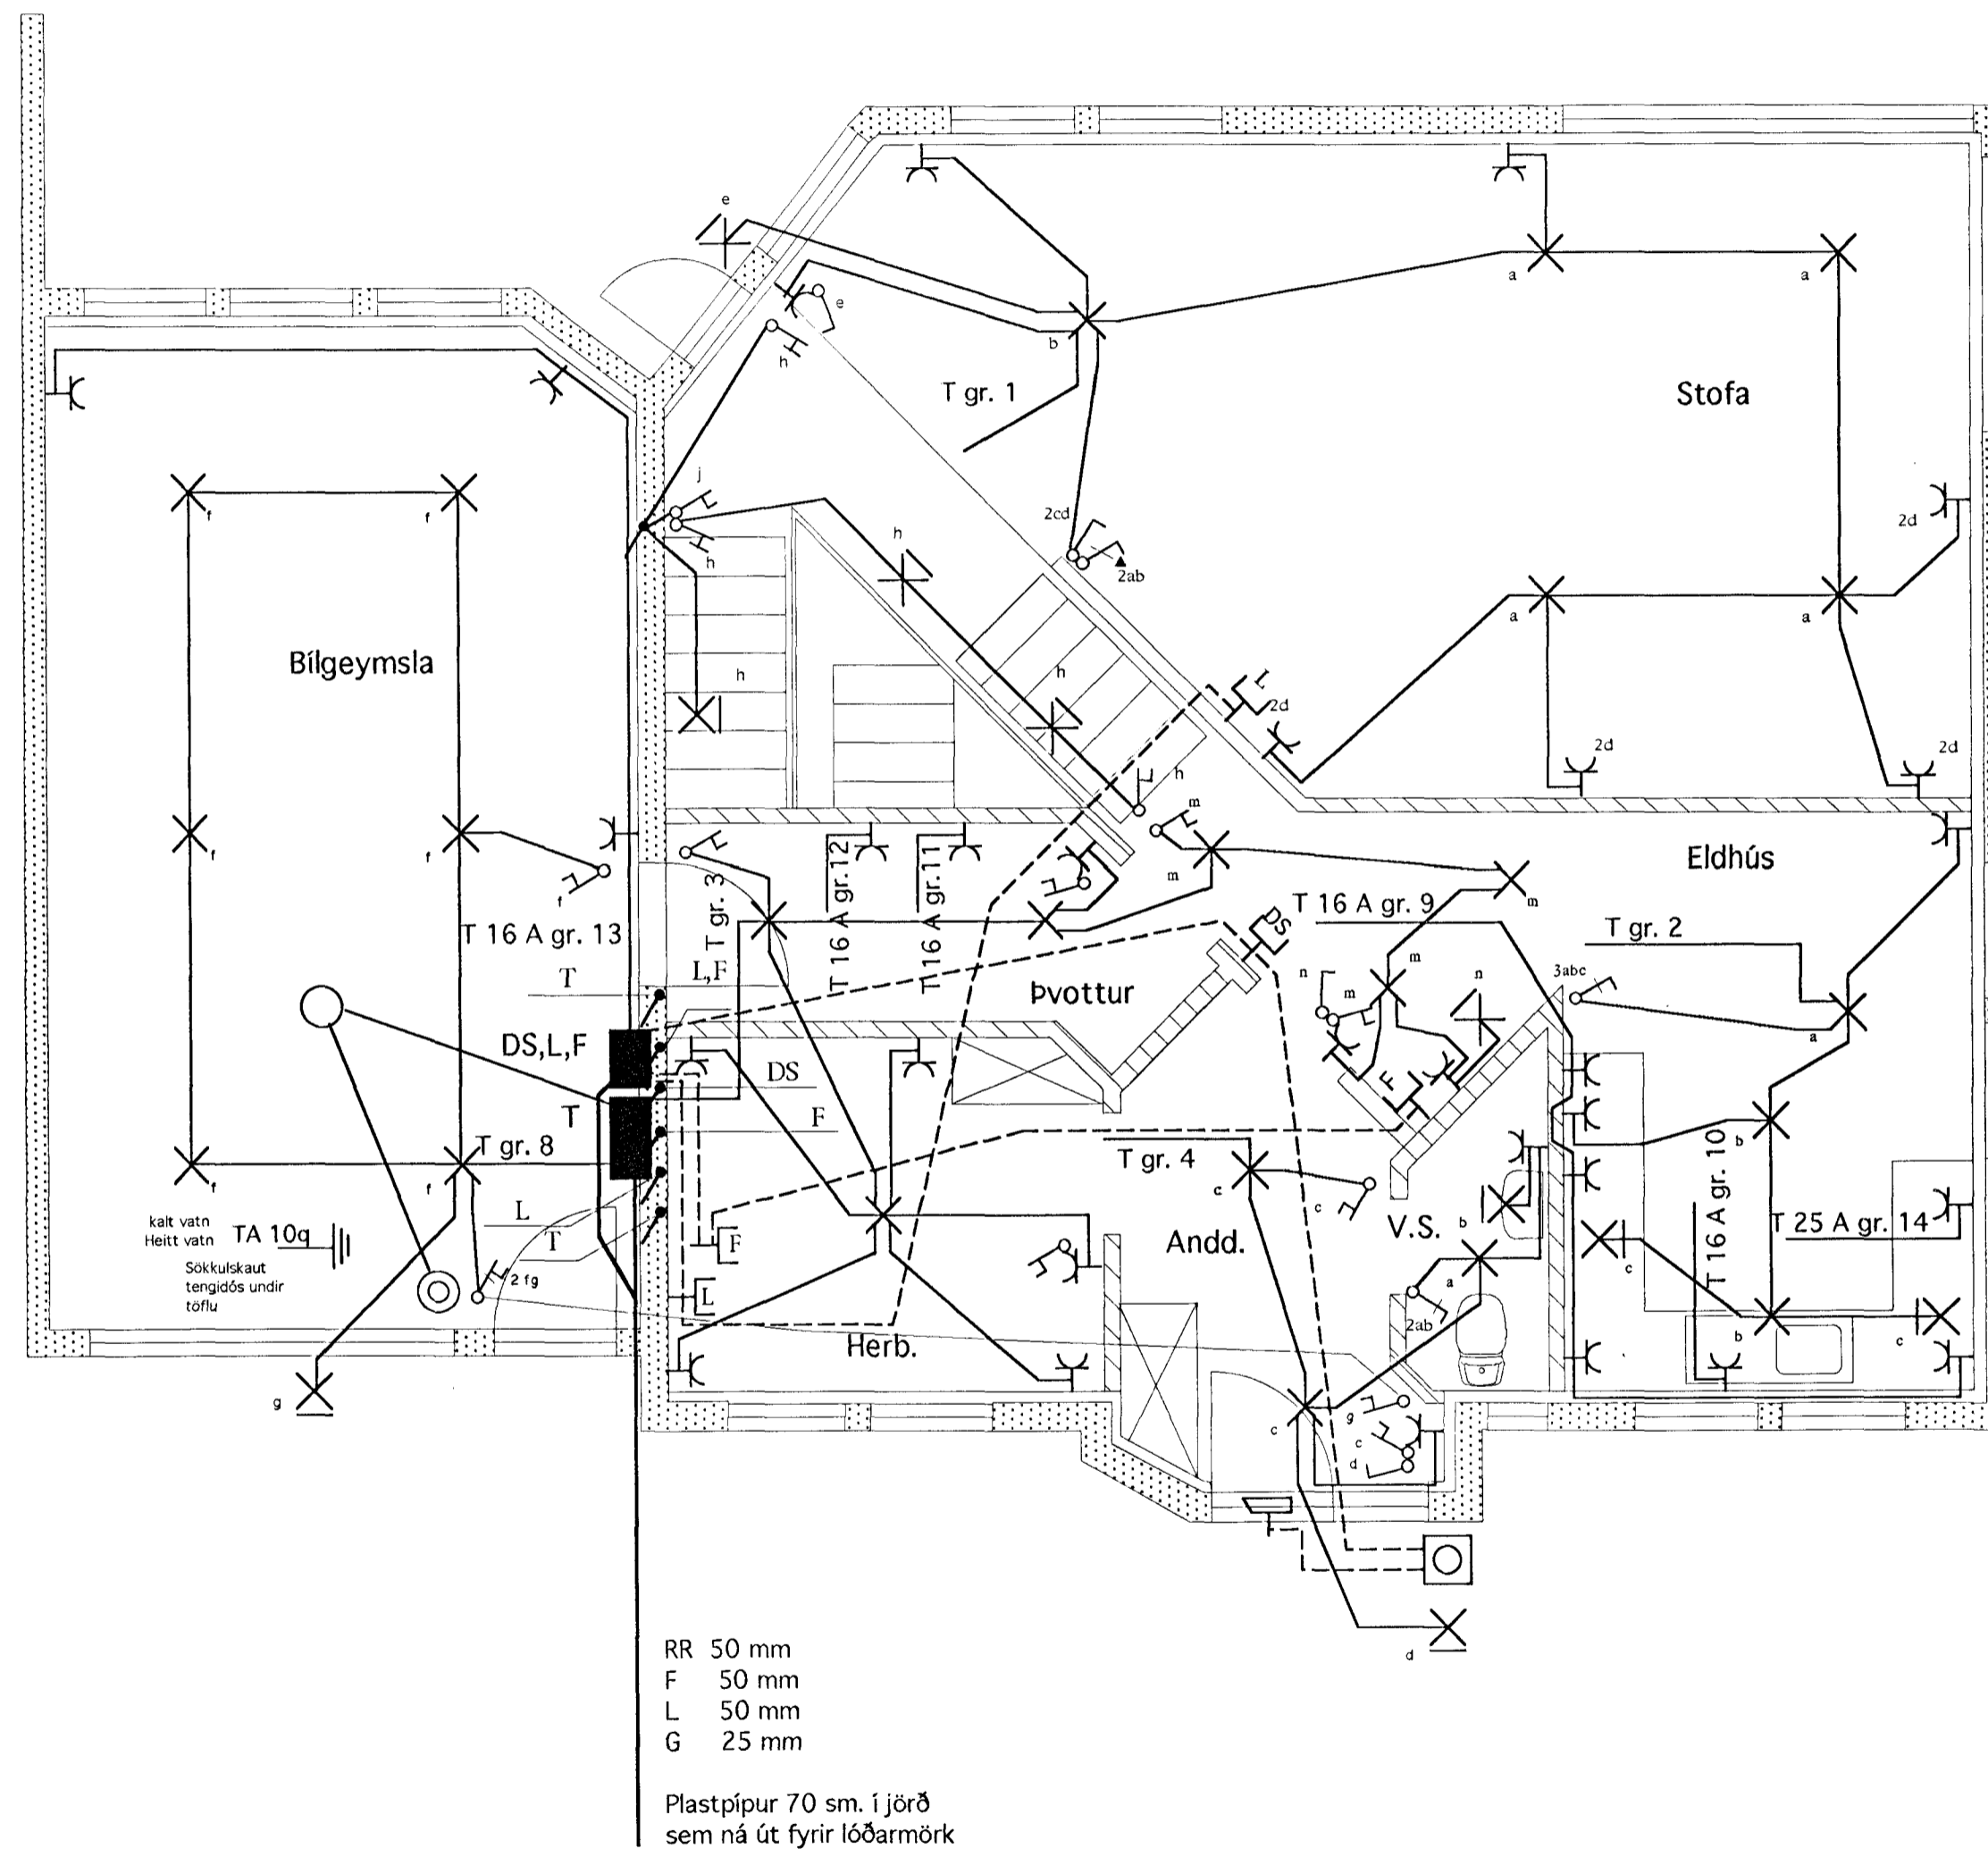 e
e
h
b
a
a
T gr. 1
Stofa
j
h
f
f
2cd
2ab
2d
h
h
h
a
a
Bílgeymsla
L
2d
2d
2d
h
m
m
Eldhús
f
f
f
T gr. 3
T 16 A gr.12
T 16 A gr.11
T 16 A gr. 13
T 16 A gr. 9
m
T gr. 2
DS
T
L,F
Þvottur
n
m
m
n
3abc
a
DS,L,F
DS
F
T
F
T gr. 8
T gr. 4
c
c
b
b
T 16 A gr. 10
f
f
V.S.
T 25 A gr. 14
kalt vatn
Heitt vatn
TA 10q
L
T
F
Andd.
c
Sökkulskaut
tengidós undir
töflu
2 fg
L
a
2ab
b
c
Herb.
g
g
c
c
d
d
RR 50 mm
F 50 mm
L 50 mm
G 25 mm
Plastpípur 70 sm. í jörð
sem ná út fyrir lóðarmörk